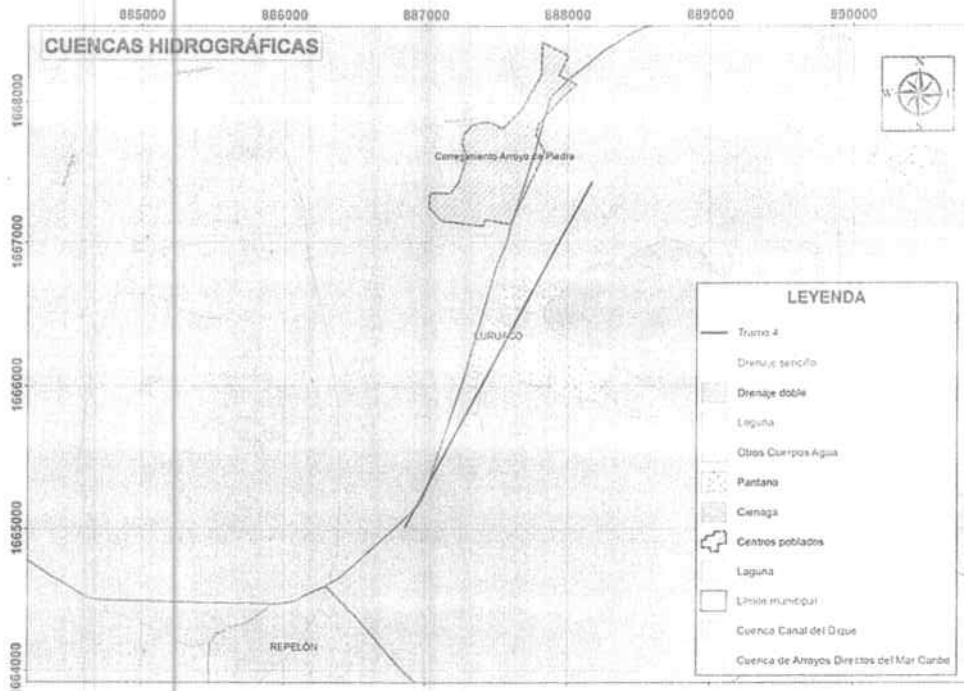 885000 886000 887000 888000 889000 890000
CUENCAS HIDROGRÁFICAS
N
W
S
1668000
Corregimiento Arroyo de Piedra
1667000
LURUACO
1666000
1665000
REPELÓN
1664000
LEYENDA
Tramo 4
Drenaje sencillo
Drenaje doble
Laguna
Otros Cuerpos Agua
Pantano
Cienaga
Centros poblados
Laguna
Límite municipal
Cuenca Canal del Dique
Cuenca de Arroyos Directos del Mar Caribe